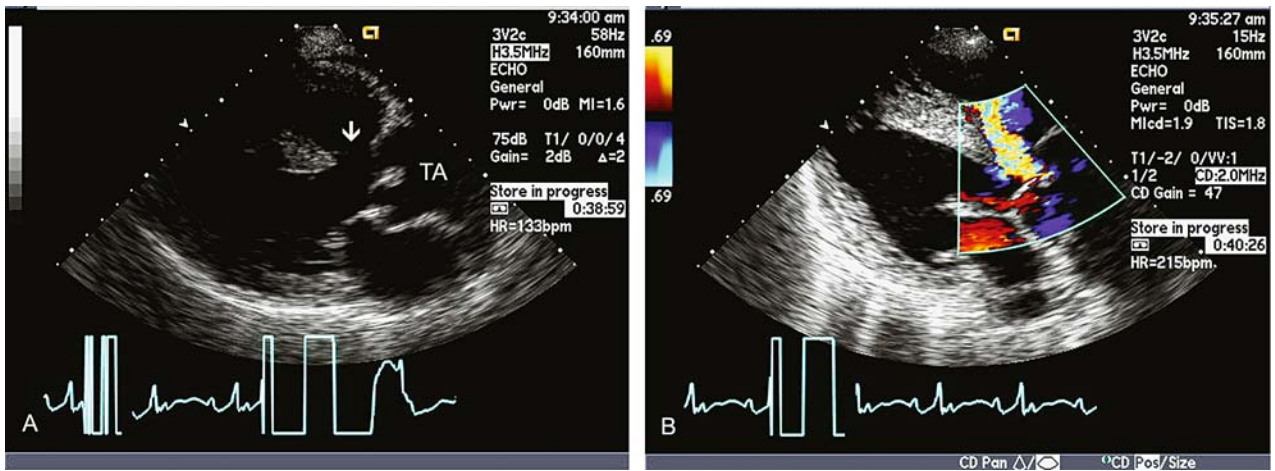 9:34:00 am
3V2c 58Hz
H3.5MHz 160mm
ECHO
General
Pwr= 0dB MI=1.6
75dB T1/ 0/0/4
Gain= 2dB Δ=2
Store in progress
0:38:59
HR=133bpm
TA
A
9:35:27 am
3V2c 15Hz
H3.5MHz 160mm
ECHO
General
Pwr= 0dB
MIcd=1.9 TIS=1.8
T1/-2/ 0/VV:1
1/2 CD:2.0MHz
CD Gain = 47
Store in progress
0:40:26
HR=215bpm
.69
.69
B
CD Pan
CD Pos/Size